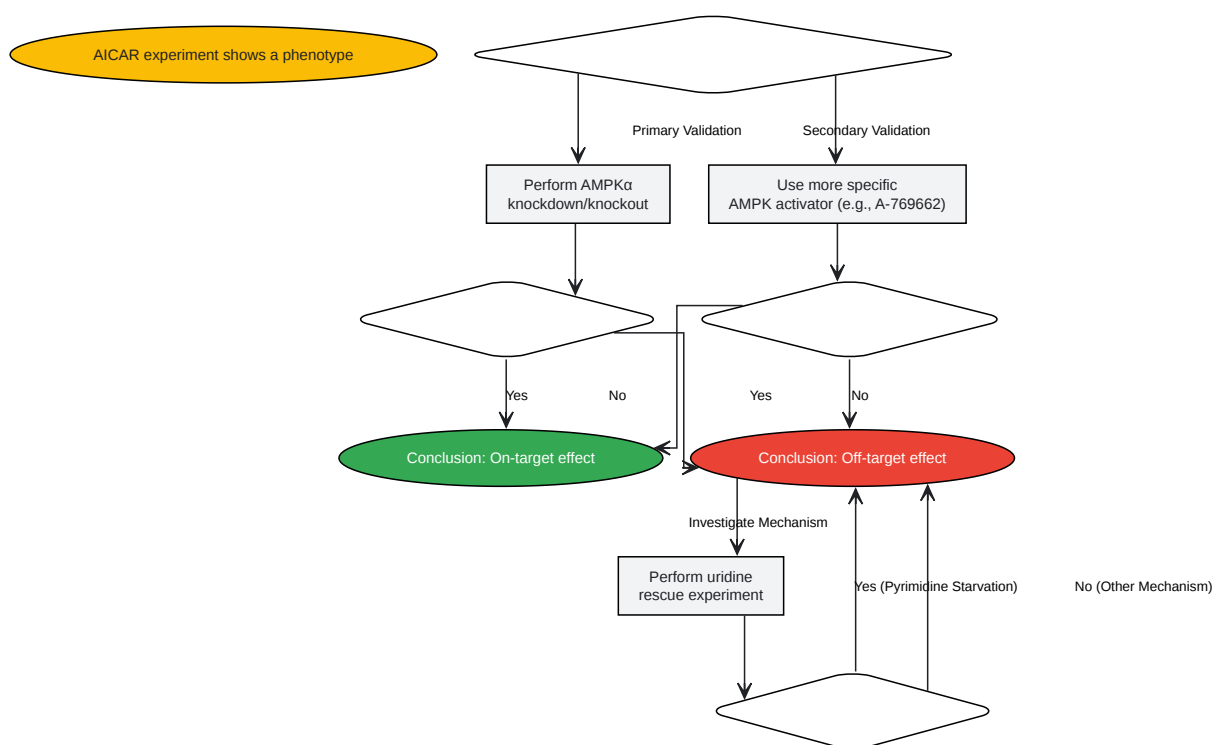 AICAR experiment shows a phenotype
Primary Validation
Secondary Validation
Perform AMPKα
knockdown/knockout
Use more specific
AMPK activator (e.g., A-769662)
Yes
No
Yes
No
Conclusion: On-target effect
Conclusion: Off-target effect
Investigate Mechanism
Perform uridine
rescue experiment
Yes (Pyrimidine Starvation)
No (Other Mechanism)